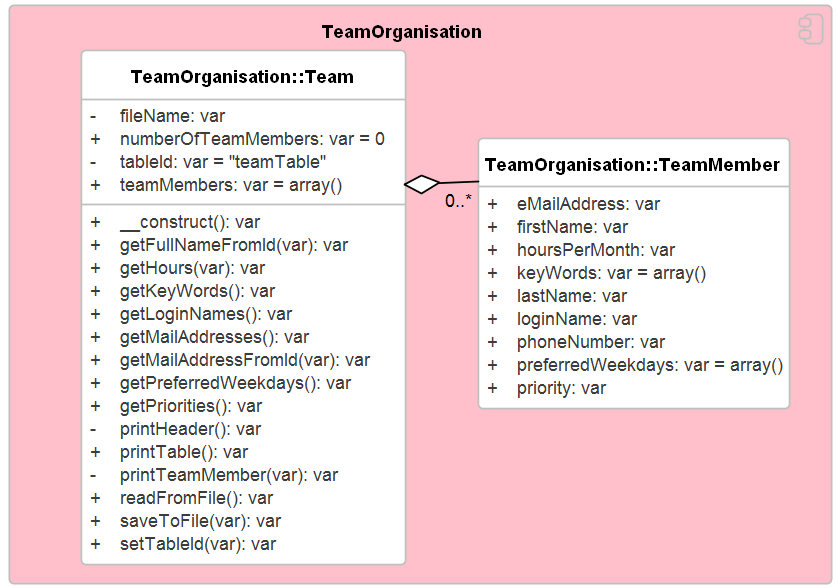 TeamOrganisation
TeamOrganisation::Team
- fileName: var
+ numberOfTeamMembers: var = 0
- tableId: var = "teamTable"
+ teamMembers: var = array()
+ __construct(): var
+ getFullNameFromId(var): var
+ getHours(var): var
+ getKeyWords(): var
+ getLoginNames(): var
+ getMailAddresses(): var
+ getMailAddressFromId(var): var
+ getPreferredWeekdays(): var
+ getPriorities(): var
- printHeader(): var
+ printTable(): var
- printTeamMember(var): var
+ readFromFile(): var
+ saveToFile(var): var
+ setTableId(var): var
0..*
TeamOrganisation::TeamMember
+ eMailAddress: var
+ firstName: var
+ hoursPerMonth: var
+ keyWords: var = array()
+ lastName: var
+ loginName: var
+ phoneNumber: var
+ preferredWeekdays: var = array()
+ priority: var